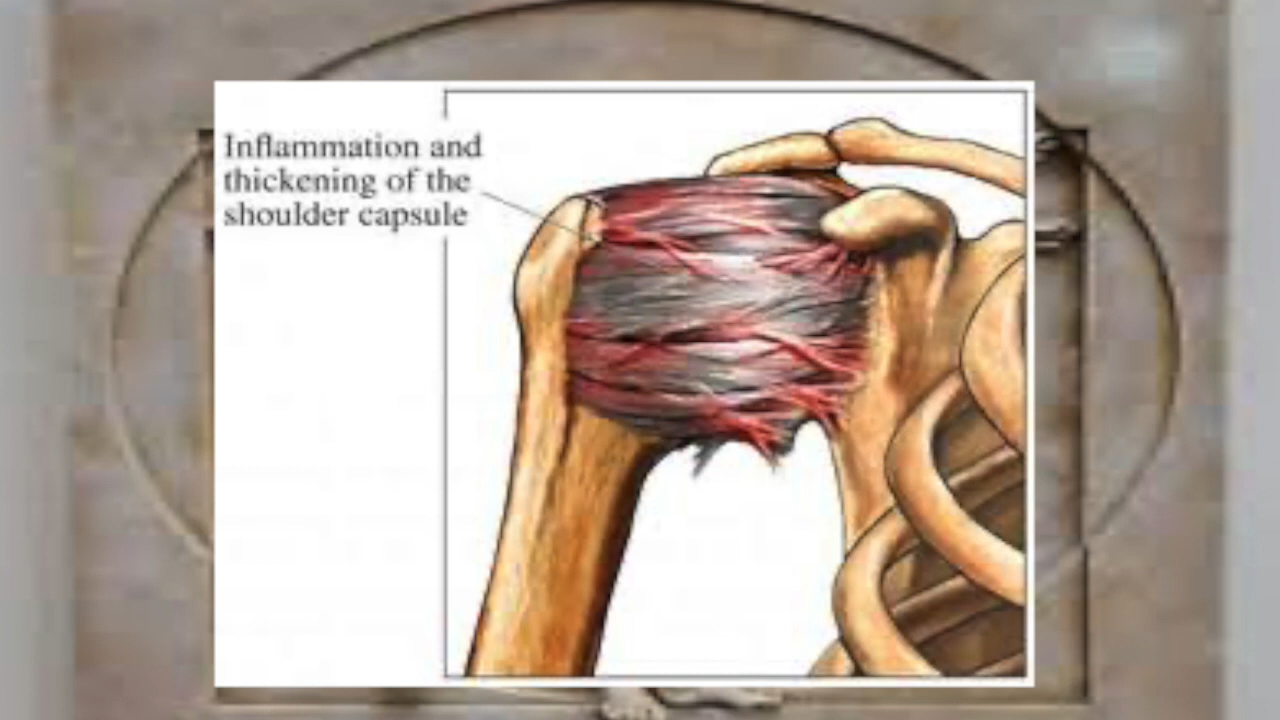 Inflammation and
thickening of the
shoulder capsule